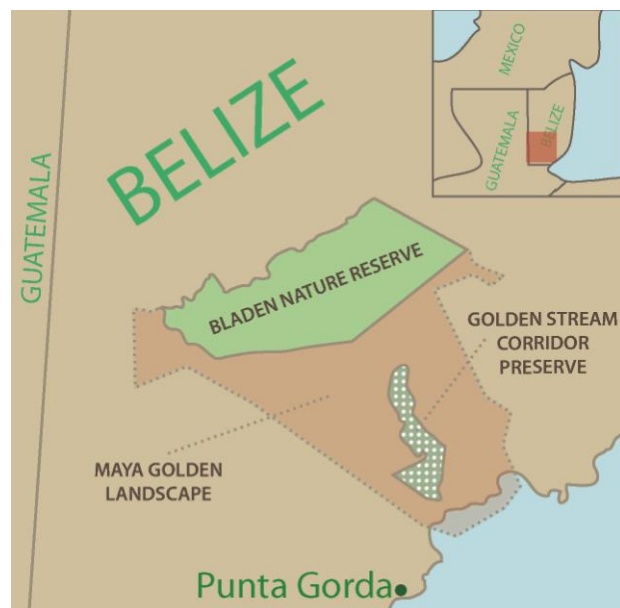 MEXICO
GUATEMALA
BELIZE
BELIZE
GUATEMALA
BLADEN NATURE RESERVE
GOLDEN STREAM
CORRIDOR
PRESERVE
MAYA GOLDEN
LANDSCAPE
Punta Gorda